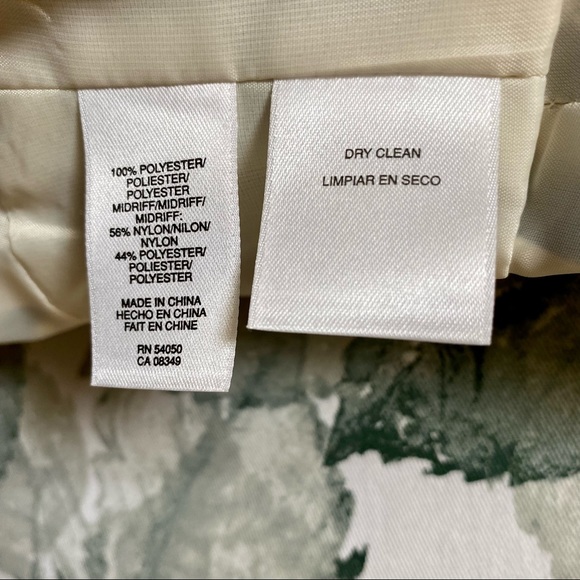 100% POLYESTER/
POLIESTER/
POLYESTER
MIDRIFF/MIDRIFF/
MIDRIFF:
56% NYLON/NILON/
NYLON
44% POLYESTER/
POLIESTER/
POLYESTER
MADE IN CHINA
HECHO EN CHINA
FAIT EN CHINE
RN 54050
CA 08349
DRY CLEAN
LIMPIAR EN SECO